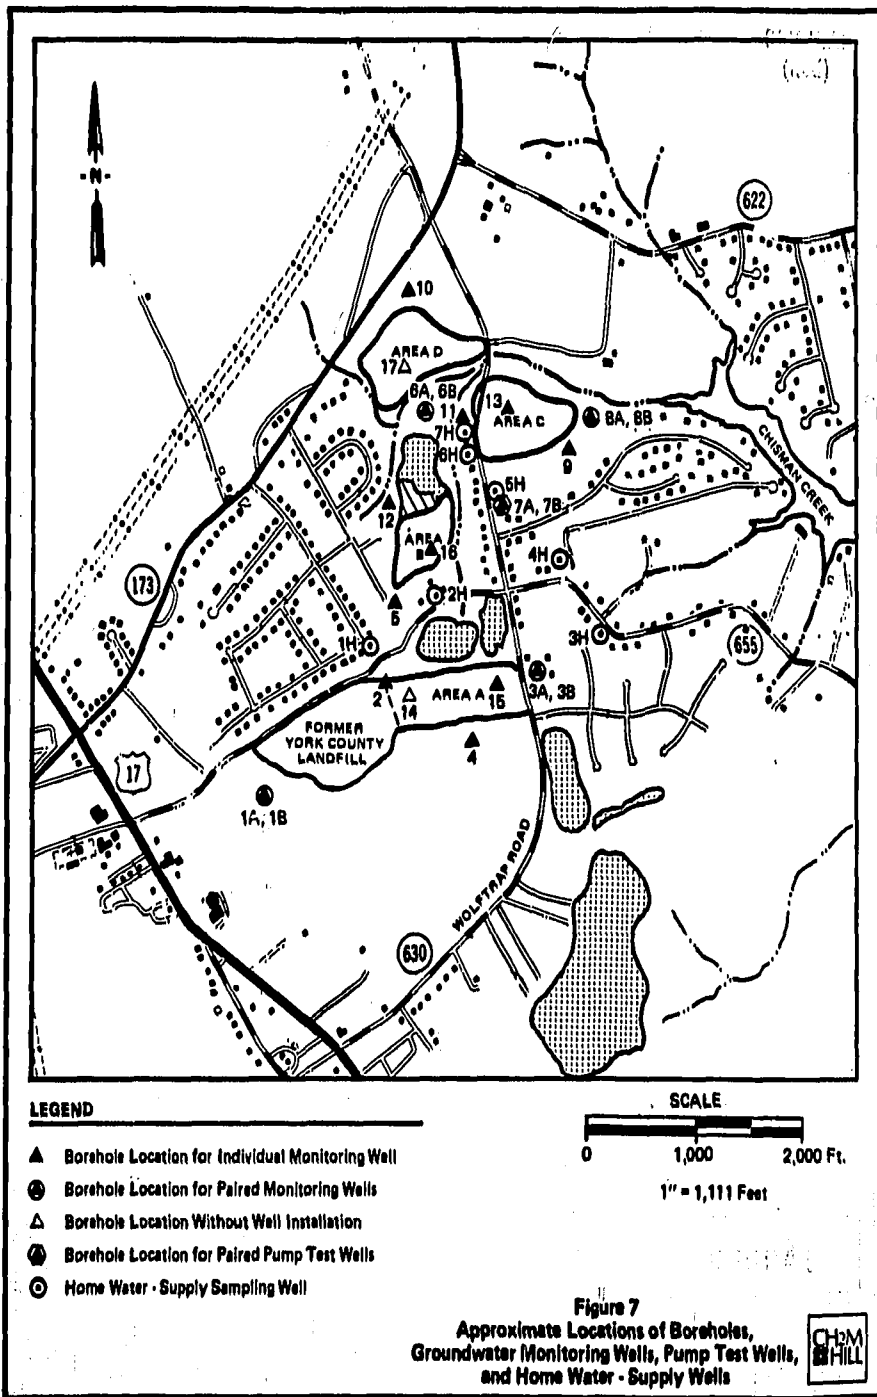 N
622
10
AREA D
17
6A, 6B
11
13
7H
AREA C
8A, 8B
6H
9
CHISMAN CREEK
5H
7A, 7B
12
AREA
16
4H
173
2H
5
1H
3H
655
2
14
AREA A
15
3A, 3B
FORMER
YORK COUNTY
LANDFILL
4
17
1A, 1B
WOLFTRAP ROAD
630
LEGEND
Borehole Location for Individual Monitoring Well
Borehole Location for Paired Monitoring Wells
Borehole Location Without Well Installation
Borehole Location for Paired Pump Test Wells
Home Water - Supply Sampling Well
SCALE
0 1,000 2,000 Ft.
1" = 1,111 Feet
Figure 7
Approximate Locations of Boreholes,
Groundwater Monitoring Wells, Pump Test Wells,
and Home Water - Supply Wells
CH2M
HILL